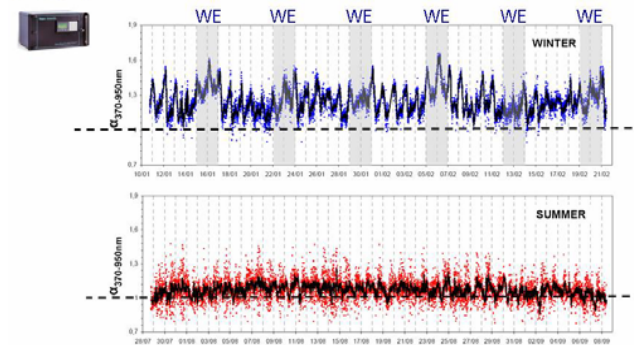 WE WE WE WE WE WE
WINTER
α370-950nm
1,6
1,3
1
0,7
10/01 12/01 14/01 16/01 18/01 20/01 22/01 24/01 26/01 28/01 30/01 01/02 03/02 05/02 07/02 09/02 11/02 13/02 15/02 17/02 19/02 21/02
SUMMER
α370-950nm
1,6
1,3
1
0,7
28/07 30/07 01/08 03/08 05/08 07/08 09/08 11/08 13/08 15/08 17/08 19/08 21/08 23/08 25/08 27/08 29/08 31/08 02/09 04/09 06/09 08/09